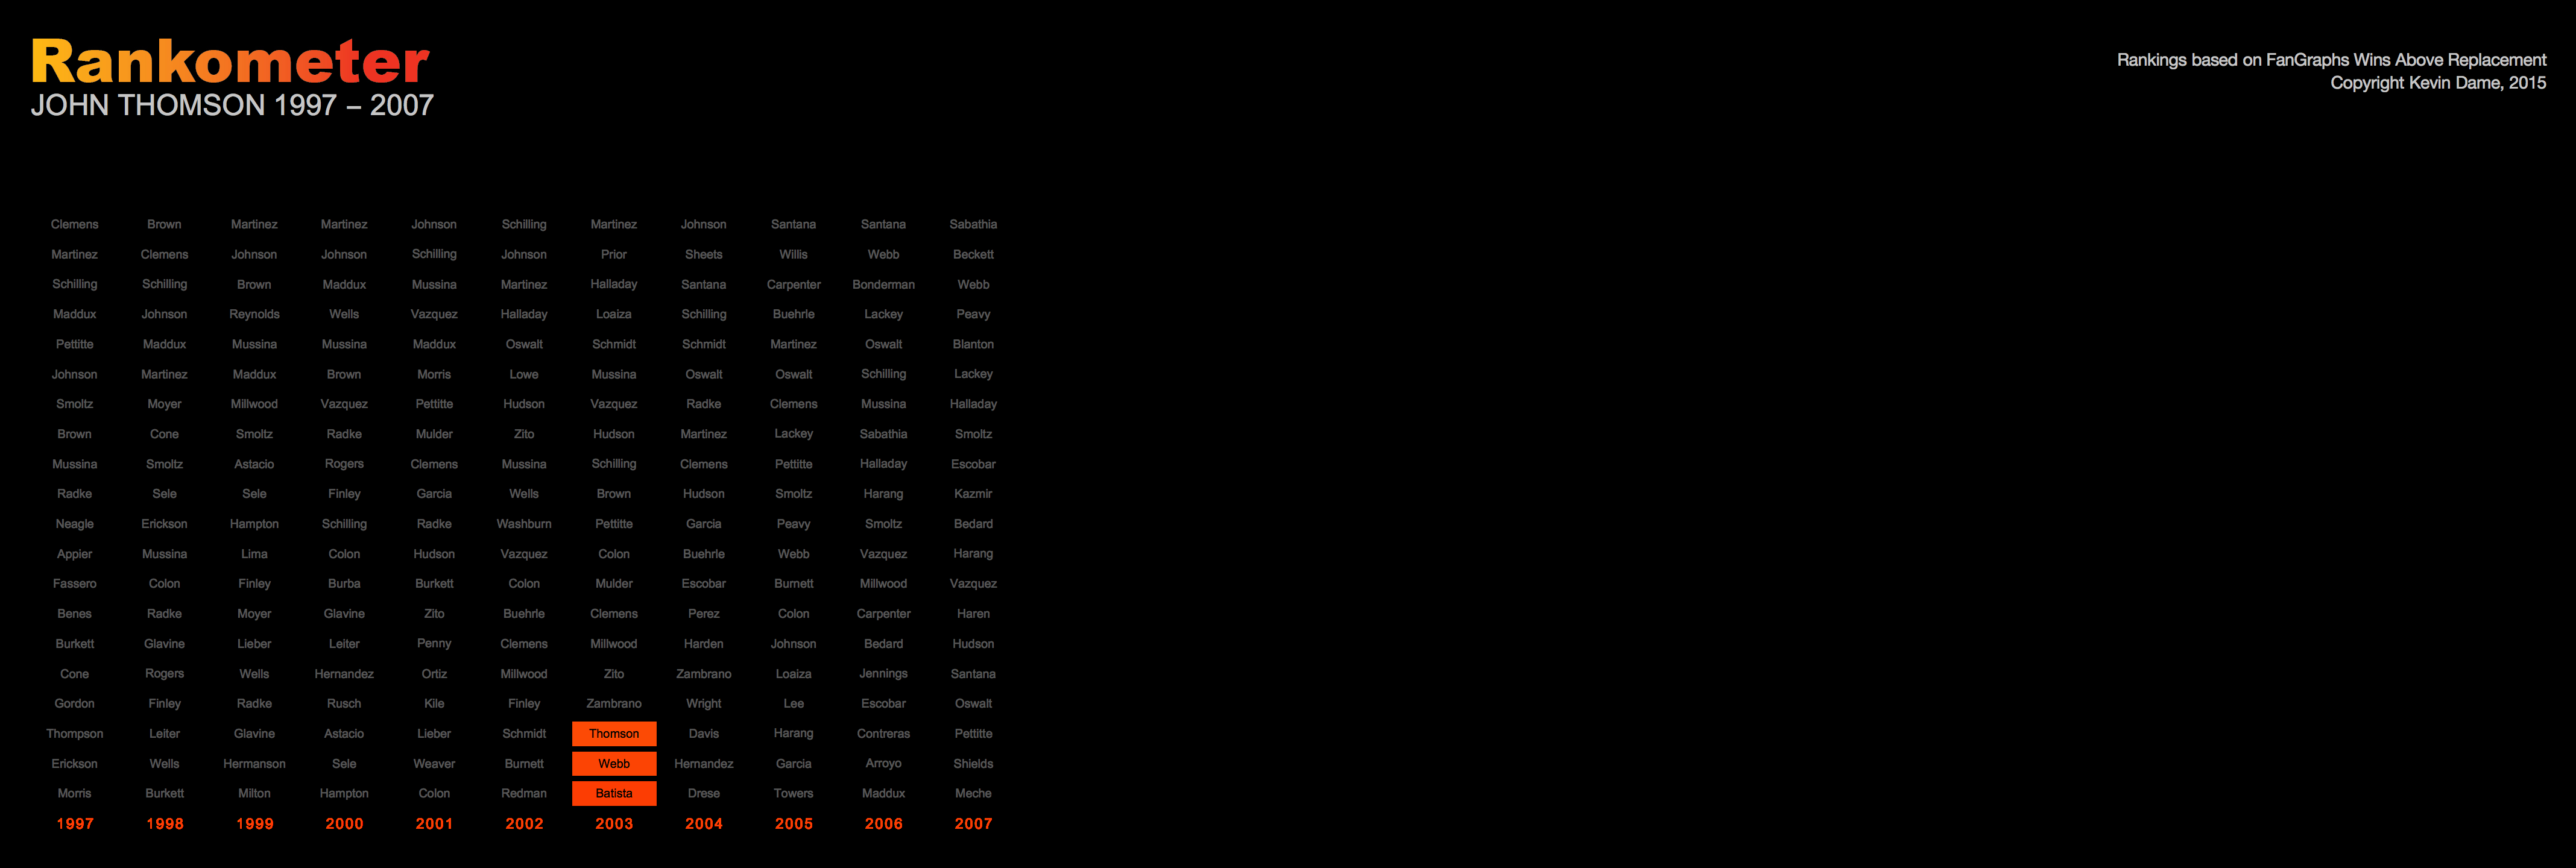 Rankometer
JOHN THOMSON 1997 – 2007
Rankings based on FanGraphs Wins Above Replacement
Copyright Kevin Dame, 2015
Clemens Brown Martinez Martinez Johnson Schilling Martinez Johnson Santana Santana Sabathia
Martinez Clemens Johnson Johnson Schilling Johnson Prior Sheets Willis Webb Beckett
Schilling Schilling Brown Maddux Mussina Martinez Halladay Santana Carpenter Bonderman Webb
Maddux Johnson Reynolds Wells Vazquez Halladay Loaiza Schilling Buehrle Lackey Peavy
Pettitte Maddux Mussina Mussina Maddux Oswalt Schmidt Schmidt Martinez Oswalt Blanton
Johnson Martinez Maddux Brown Morris Lowe Mussina Oswalt Oswalt Schilling Lackey
Smoltz Moyer Millwood Vazquez Pettitte Hudson Vazquez Radke Clemens Mussina Halladay
Brown Cone Smoltz Radke Mulder Zito Hudson Martinez Lackey Sabathia Smoltz
Mussina Smoltz Astacio Rogers Clemens Mussina Schilling Clemens Pettitte Halladay Escobar
Radke Sele Sele Finley Garcia Wells Brown Hudson Smoltz Harang Kazmir
Neagle Erickson Hampton Schilling Radke Washburn Pettitte Garcia Peavy Smoltz Bedard
Appier Mussina Lima Colon Hudson Vazquez Colon Buehrle Webb Vazquez Harang
Fassero Colon Finley Burba Burkett Colon Mulder Escobar Burnett Millwood Vazquez
Benes Radke Moyer Glavine Zito Buehrle Clemens Perez Colon Carpenter Haren
Burkett Glavine Lieber Leiter Penny Clemens Millwood Harden Johnson Bedard Hudson
Cone Rogers Wells Hernandez Ortiz Millwood Zito Zambrano Loaiza Jennings Santana
Gordon Finley Radke Rusch Kile Finley Zambrano Wright Lee Escobar Oswalt
Thompson Leiter Glavine Astacio Lieber Schmidt Thomson Davis Harang Contreras Pettitte
Erickson Wells Hermanson Sele Weaver Burnett Webb Hernandez Garcia Arroyo Shields
Morris Burkett Milton Hampton Colon Redman Batista Drese Towers Maddux Meche
1997 1998 1999 2000 2001 2002 2003 2004 2005 2006 2007